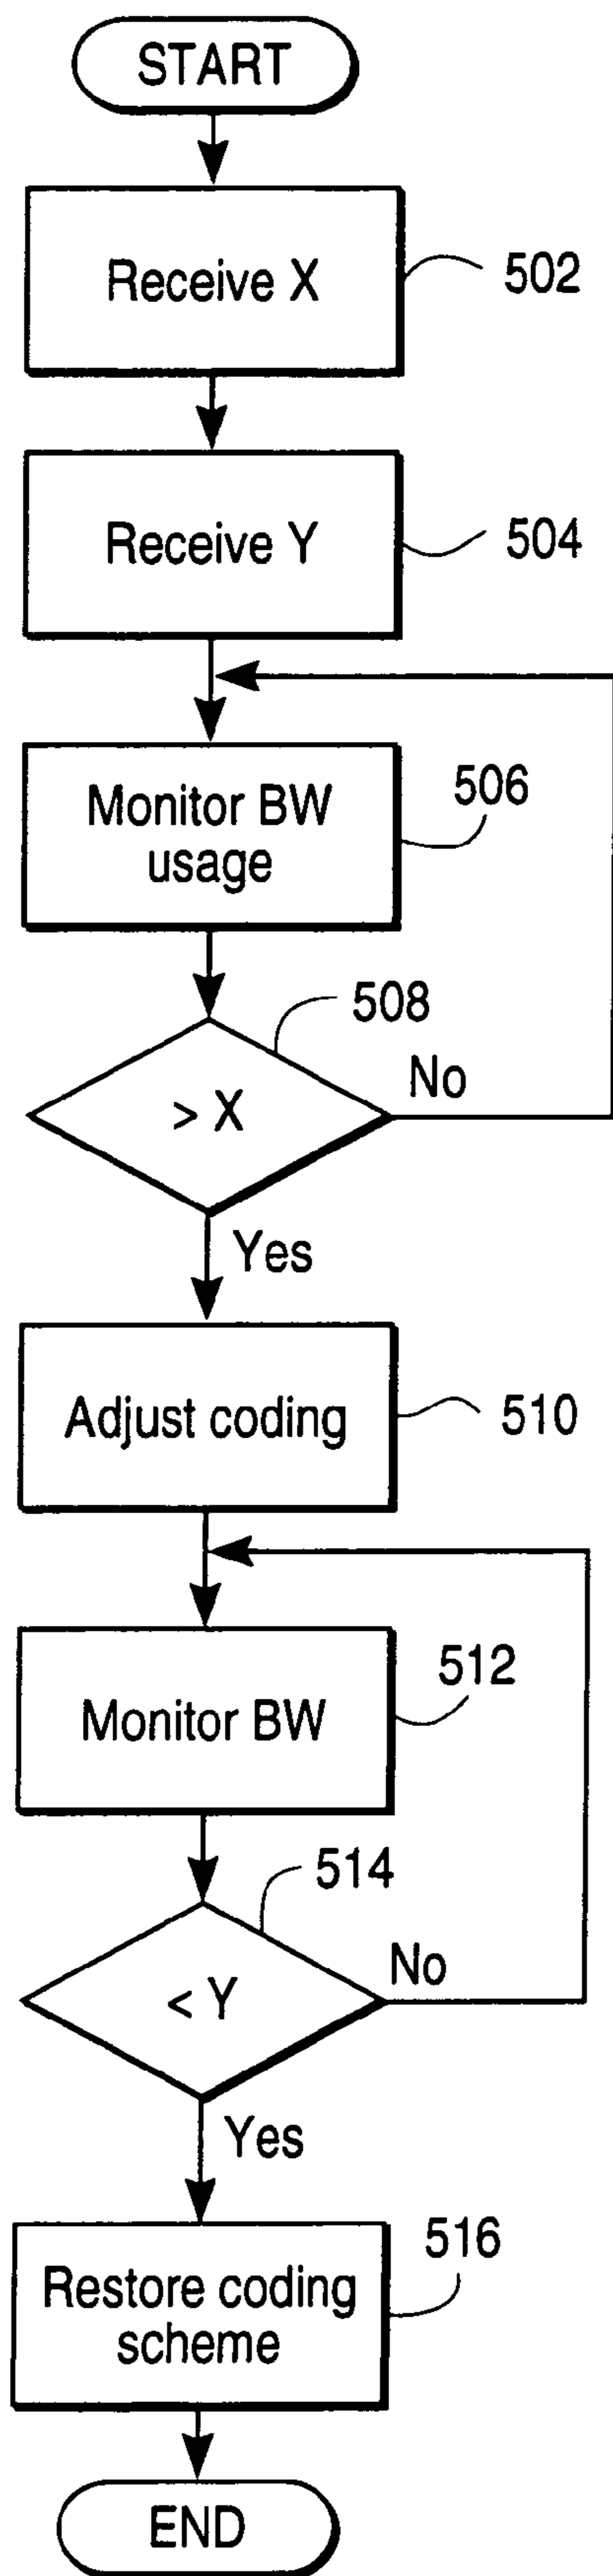 START
Receive X
502
Receive Y
504
Monitor BW
usage
506
508
> X
No
Yes
Adjust coding
510
Monitor BW
512
514
< Y
No
Yes
Restore coding
scheme
516
END